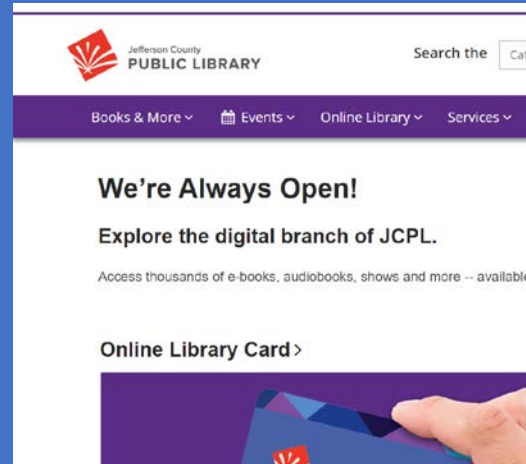 Jefferson County
PUBLIC LIBRARY
Search the
Books & More
Events
Online Library
Services
We're Always Open!
Explore the digital branch of JCPL.
Access thousands of e-books, audiobooks, shows and more -- available
Online Library Card